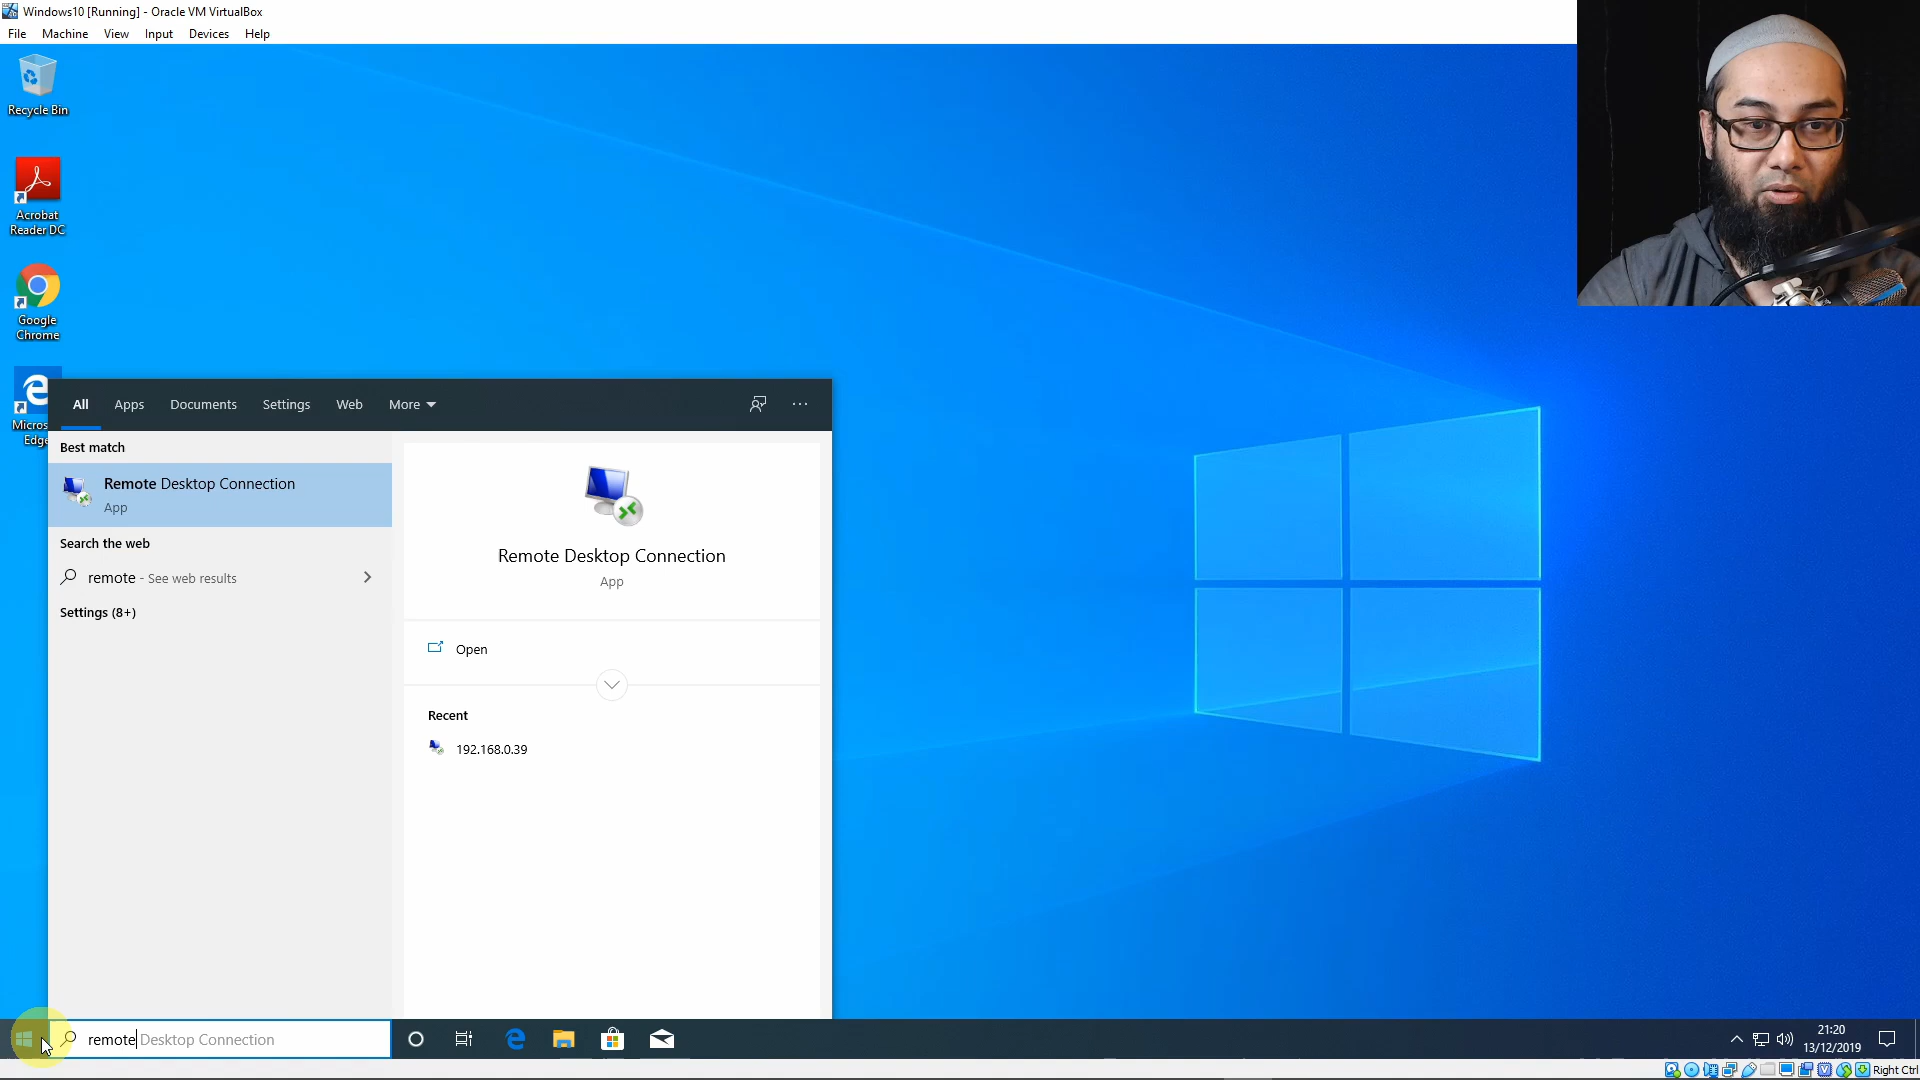 Windows10 [Running] - Oracle VM VirtualBox
File Machine View Input Devices Help
Recycle Bin
Acrobat
Reader DC
Google
Chrome
Micros
Edge
All Apps Documents Settings Web More
Best match
Remote Desktop Connection
App
Search the web
remote - See web results
Settings (8+)
Remote Desktop Connection
App
Open
Recent
192.168.0.39
remote Desktop Connection
21:20
13/12/2019
Right Ctrl